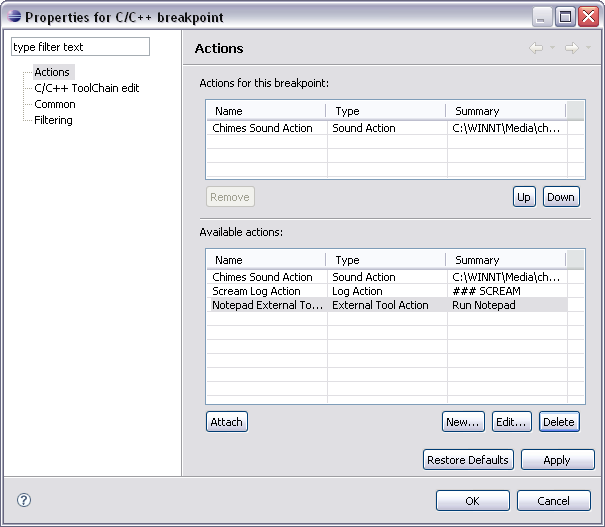 Properties for C/C++ breakpoint
type filter text
Actions
C/C++ ToolChain edit
Common
Filtering
Actions
Actions for this breakpoint:
Name Type Summary
Chimes Sound Action Sound Action C:\WINNT\Media\ch...
Remove Up Down
Available actions:
Name Type Summary
Chimes Sound Action Sound Action C:\WINNT\Media\ch...
Scream Log Action Log Action ### SCREAM
Notepad External To... External Tool Action Run Notepad
Attach New... Edit... Delete
Restore Defaults Apply
? OK Cancel